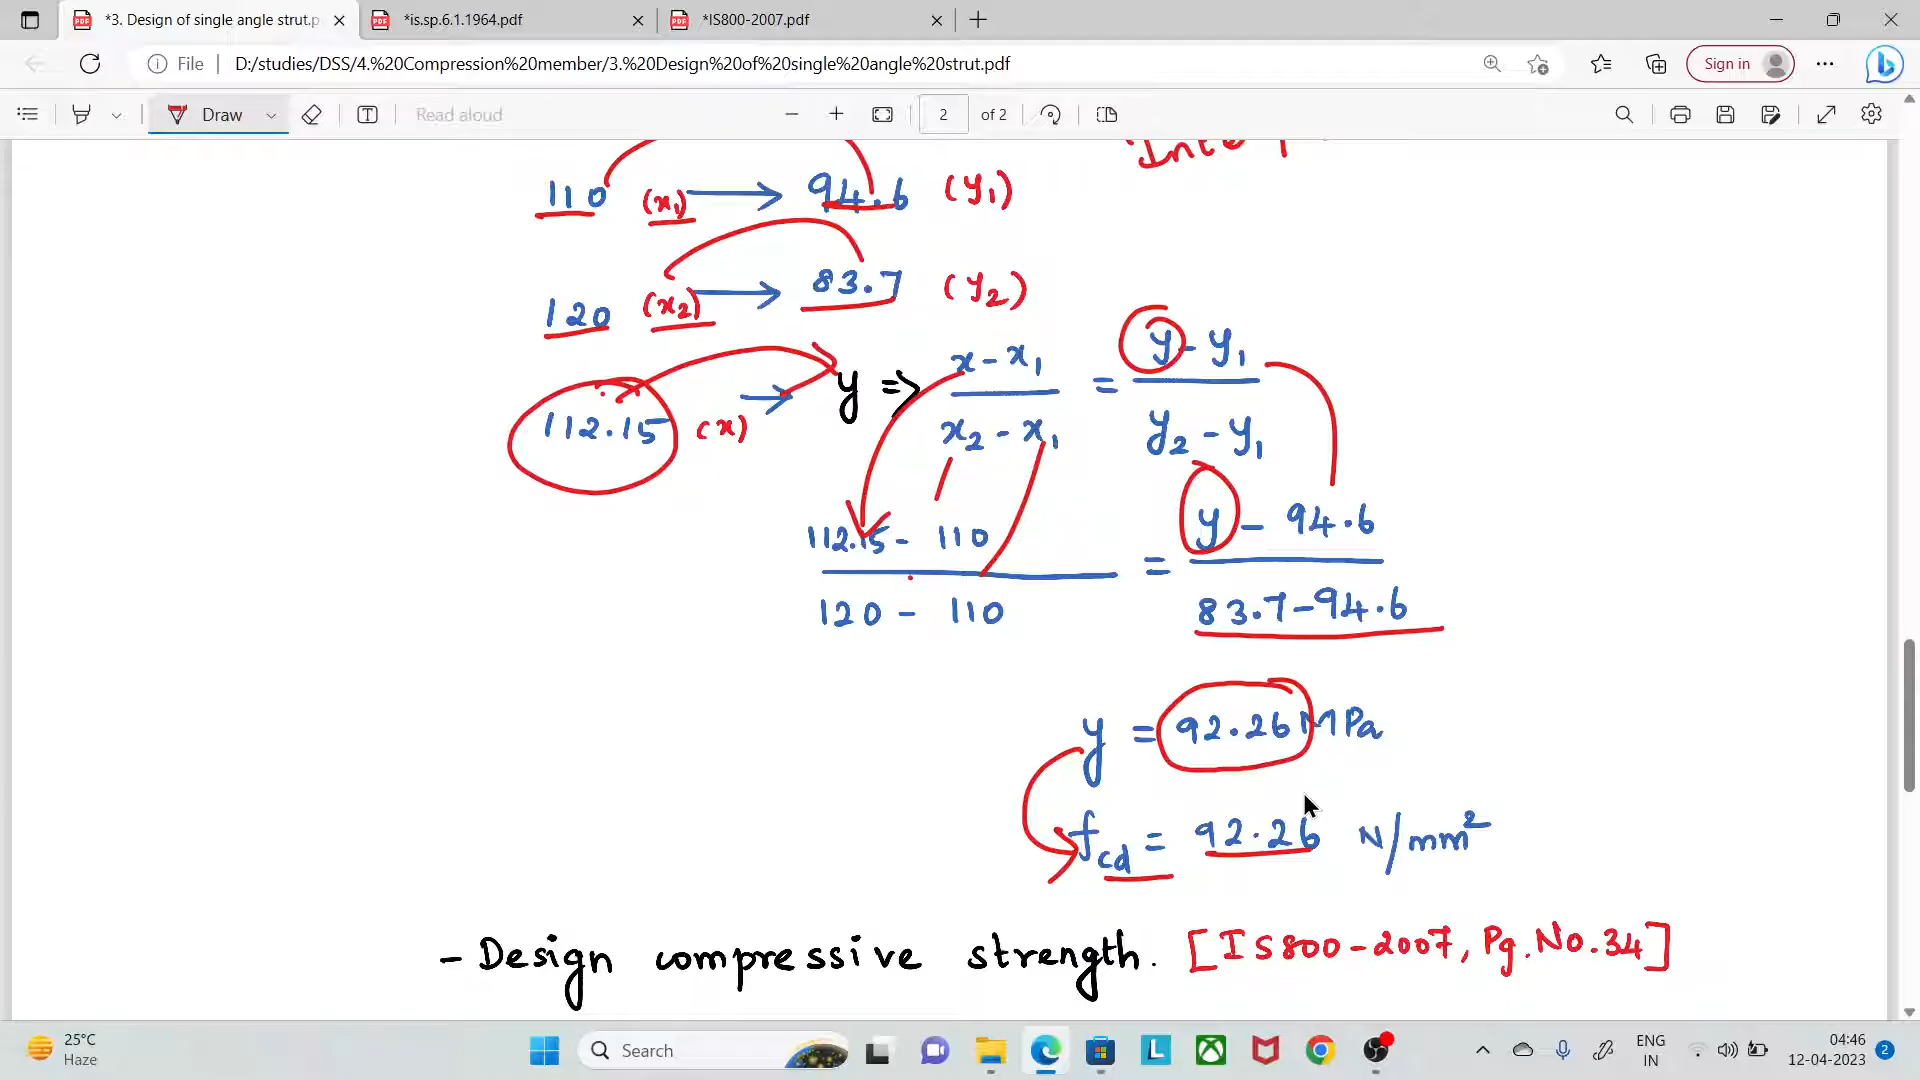 *3. Design of single angle strut.p
*is.sp.6.1.1964.pdf
*IS800-2007.pdf
File
D:/studies/DSS/4.%20Compression%20member/3.%20Design%20of%20single%20angle%20strut.pdf
Sign in
Draw
Read aloud
2 of 2
110 (x₁) → 94.6 (y₁)
120 (x₂) → 83.7 (y₂)
112.15 (x) → y ⇒ x - x₁ / x₂ - x₁ = y - y₁ / y₂ - y₁
112.15 - 110 / 120 - 110 = y - 94.6 / 83.7 - 94.6
y = 92.26 MPa
fcd = 92.26 N/mm²
- Design compressive strength. [IS800-2007, Pg.No.34]
25°C
Haze
Search
ENG
IN
04:46
12-04-2023
2